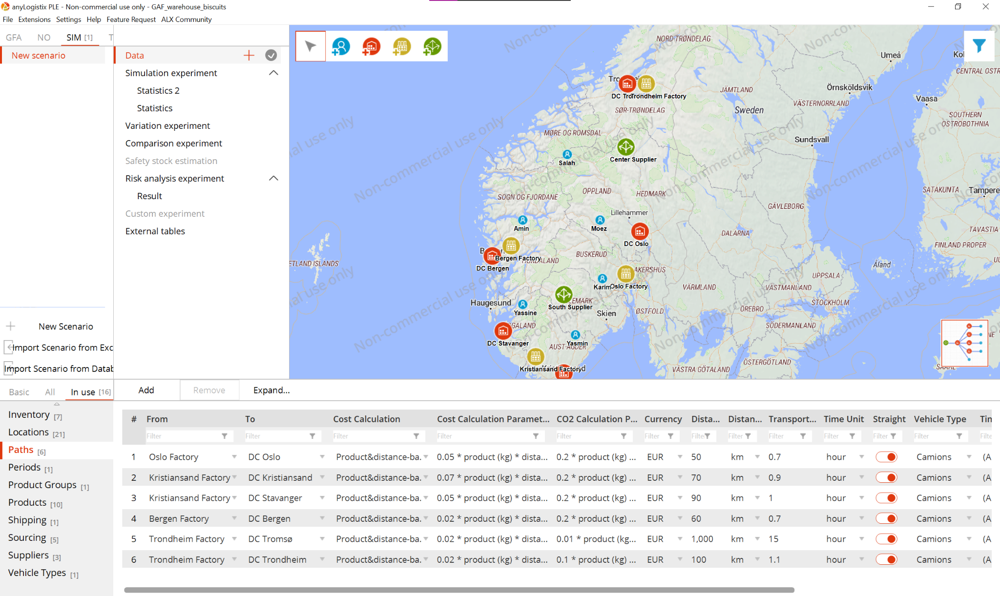 anyLogistix PLE - Non-commercial use only - GAF_warehouse_biscuits
File Extensions Settings Help Feature Request ALX Community
GFA NO SIM [1] T
New scenario
New Scenario
Import Scenario from Exc
Import Scenario from Datab
Data
Simulation experiment
Statistics 2
Statistics
Variation experiment
Comparison experiment
Safety stock estimation
Risk analysis experiment
Result
Custom experiment
External tables
NORD-TRØNDELAG
Umeå
Kol
CENTRAL OSTR
DC Tro
Trondheim Factory
JÄMTLAND
Örnsköldsvik
VÄSTERNORRLAND
Vaasa
SØR-TRØNDELAG
Sweden
SOUTHERN
OSTROBOTHNIA
MØRE OG ROMSDAL
Sundsvall
Salah
Center Supplier
SATAKUNTA
Tampere
OPPLAND
HEDMARK
SOGN OG FJORDANE
GÄVLEBORG
Lillehammer
Amin
Moez
DALARNA
TAVASTIA
DC Oslo
FINLAND PROPER
BUSKERUD
Bergen Factory
DC Bergen
ETLAND ISLANDS
AKERSHUS
Åland
UPPSALA
Karim
Oslo Factory
VÄRMLAND
VÄSTMANLAND
Haugesund
EMARK
STOCKHOLM
South Supplier
Yassine
Skien
ØSTFOLD
ÖREBRO
SÖDERMANLAND
GALAND
DC Stavanger
Yasmin
AUST-AGDER
ÖSTERGÖTLAND
Kristiansand Factory
VÄSTRA GÖTALAND
Non-commercial use only
Basic All In use [16]
Inventory [7]
Locations [21]
Paths [6]
Periods [1]
Product Groups [1]
Products [10]
Shipping [1]
Sourcing [5]
Suppliers [3]
Vehicle Types [1]
Add Remove Expand...
# From To Cost Calculation Cost Calculation Paramet... CO2 Calculation P... Currency Dista... Distan... Transport... Time Unit Straight Vehicle Type Tin
Filter Filter Filter Filter Filter Filter Filte Filter Filter Filter Filter Filter Filte
1 Oslo Factory DC Oslo Product&distance-ba. 0.05 * product (kg) * dista... 0.2 * product (kg) ... EUR 50 km 0.7 hour Camions (A
2 Kristiansand Factory DC Kristiansand Product&distance-ba. 0.07 * product (kg) * dista... 0.2 * product (kg) ... EUR 70 km 0.9 hour Camions (A
3 Kristiansand Factory DC Stavanger Product&distance-ba. 0.05 * product (kg) * dista... 0.2 * product (kg) ... EUR 90 km 1 hour Camions (A
4 Bergen Factory DC Bergen Product&distance-ba. 0.02 * product (kg) * dista... 0.2 * product (kg) ... EUR 60 km 0.7 hour Camions (A
5 Trondheim Factory DC Tromsø Product&distance-ba. 0.02 * product (kg) * dista... 0.01 * product (kg... EUR 1,000 km 15 hour Camions (A
6 Trondheim Factory DC Trondheim Product&distance-ba. 0.02 * product (kg) * dista... 0.1 * product (kg) ... EUR 100 km 1.1 hour Camions (A